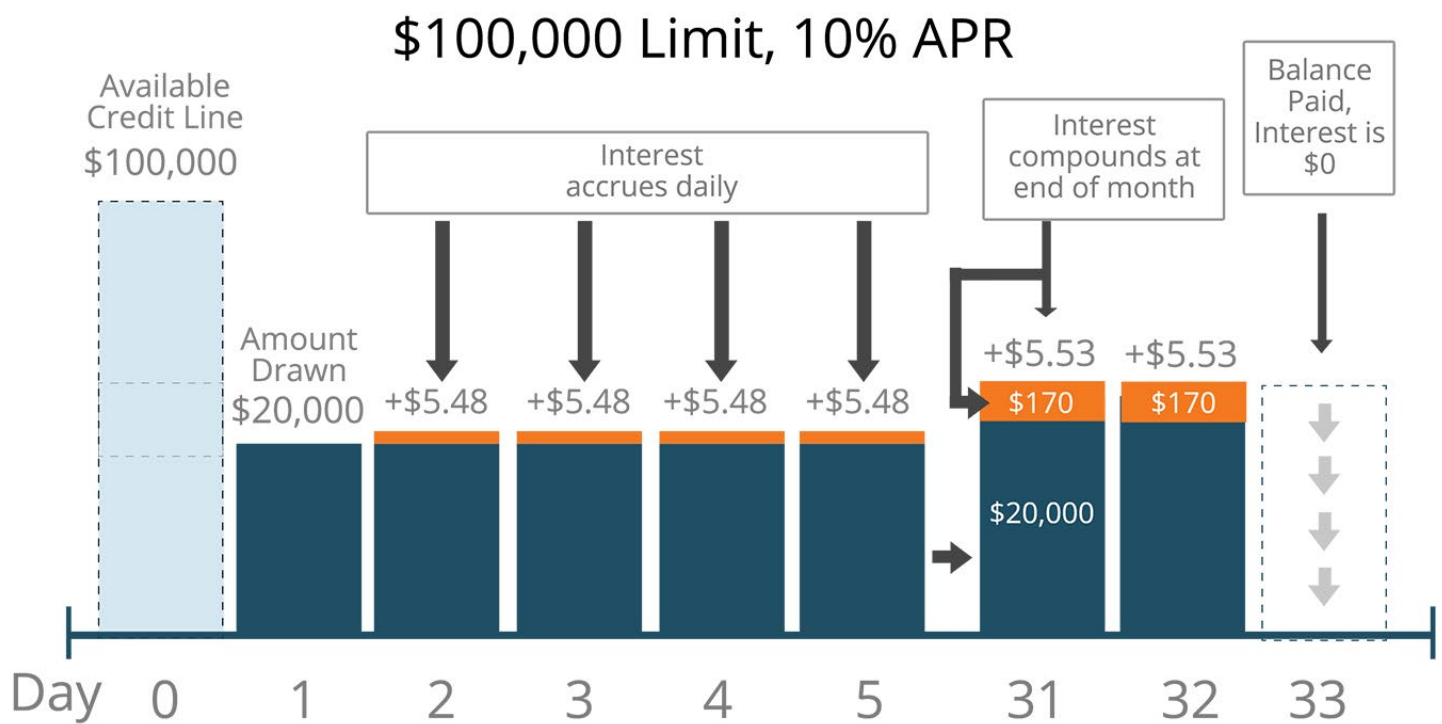 $100,000 Limit, 10% APR
Available
Credit Line
$100,000
Amount
Drawn
$20,000
Interest
accrues daily
+$5.48
+$5.48
+$5.48
+$5.48
Interest
compounds at
end of month
+$5.53
+$5.53
$170
$170
$20,000
Balance
Paid,
Interest is
$0
Day 0 1 2 3 4 5 31 32 33